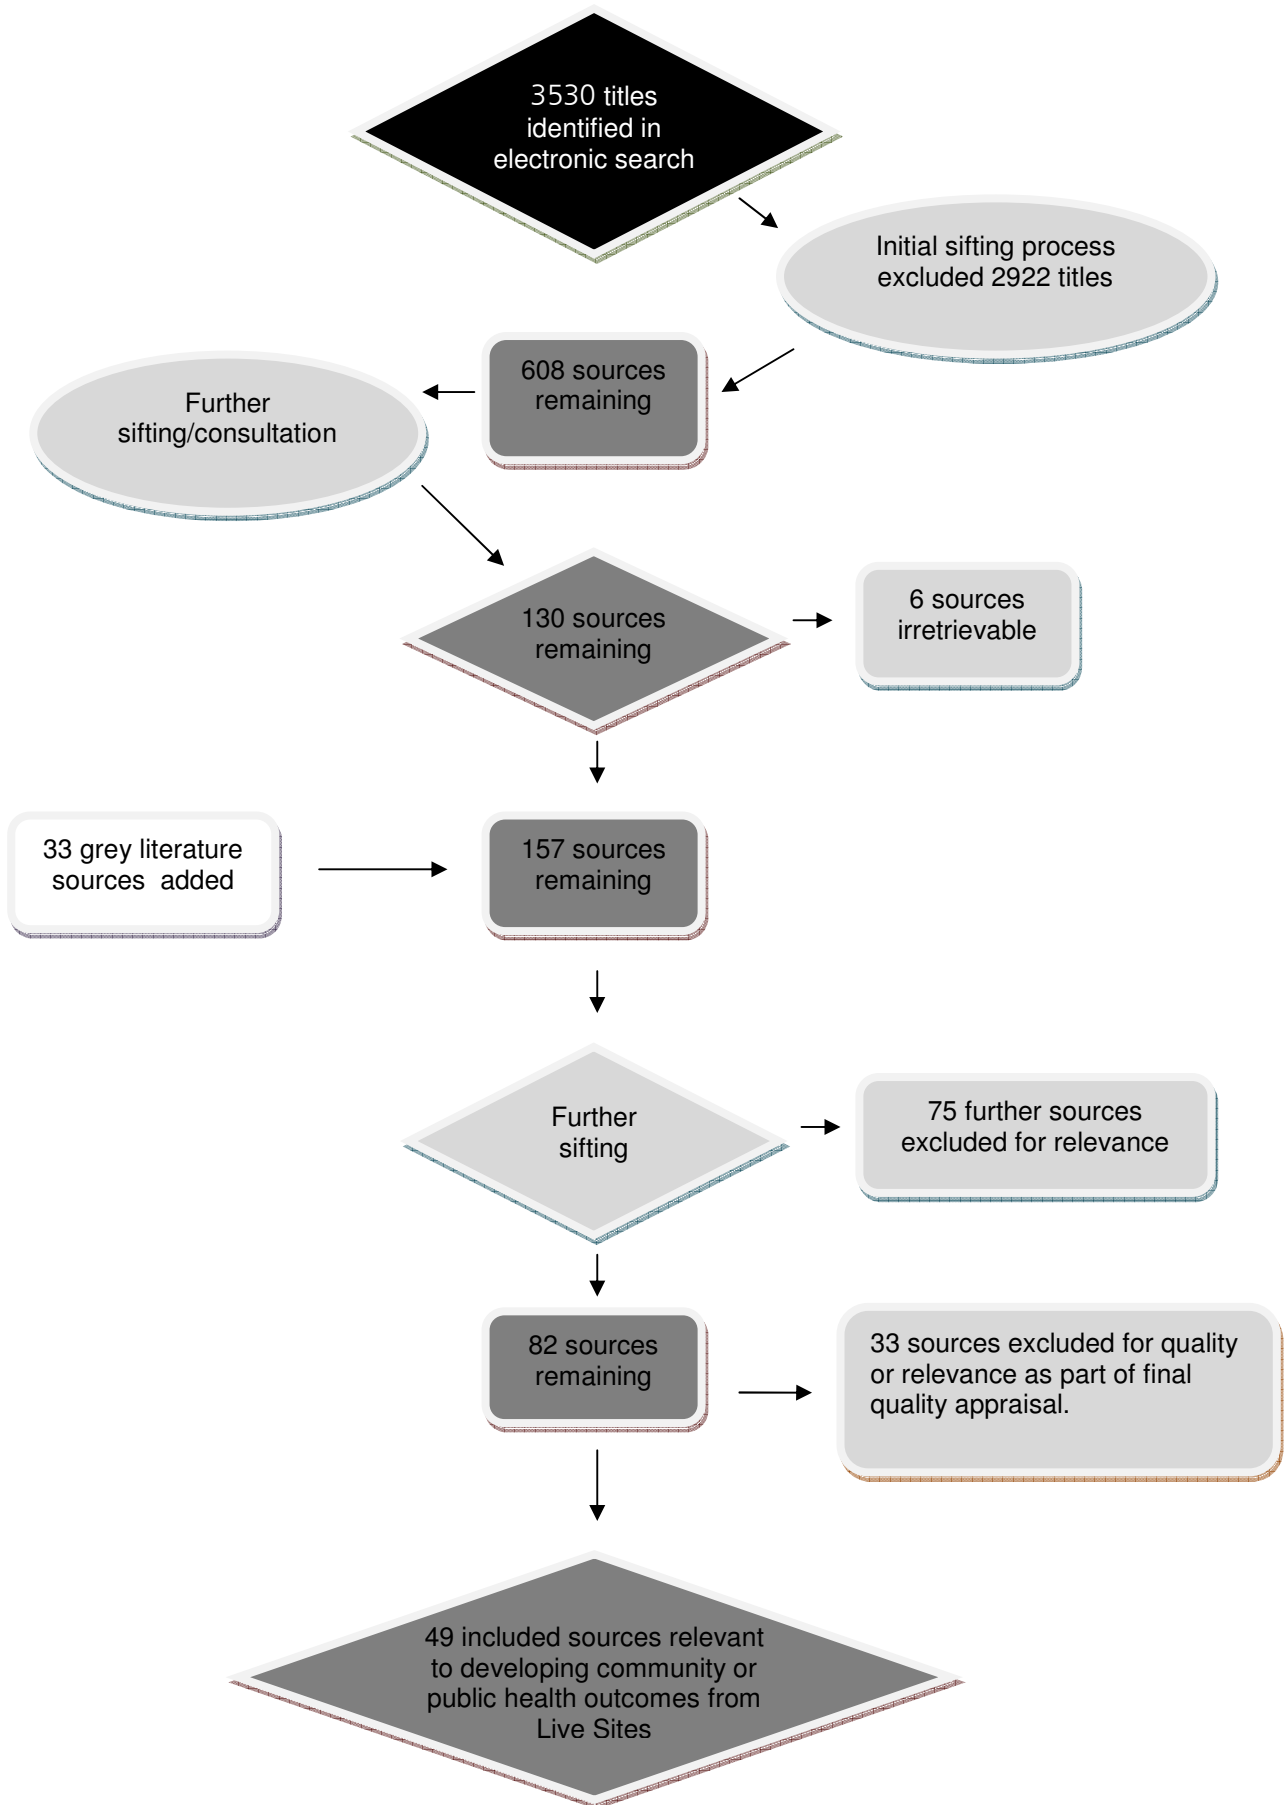 3530 titles
identified in
electronic search
Initial sifting process
excluded 2922 titles
608 sources
remaining
Further
sifting/consultation
130 sources
remaining
6 sources
irretrievable
33 grey literature
sources added
157 sources
remaining
Further
sifting
75 further sources
excluded for relevance
82 sources
remaining
33 sources excluded for quality
or relevance as part of final
quality appraisal.
49 included sources relevant
to developing community or
public health outcomes from
Live Sites